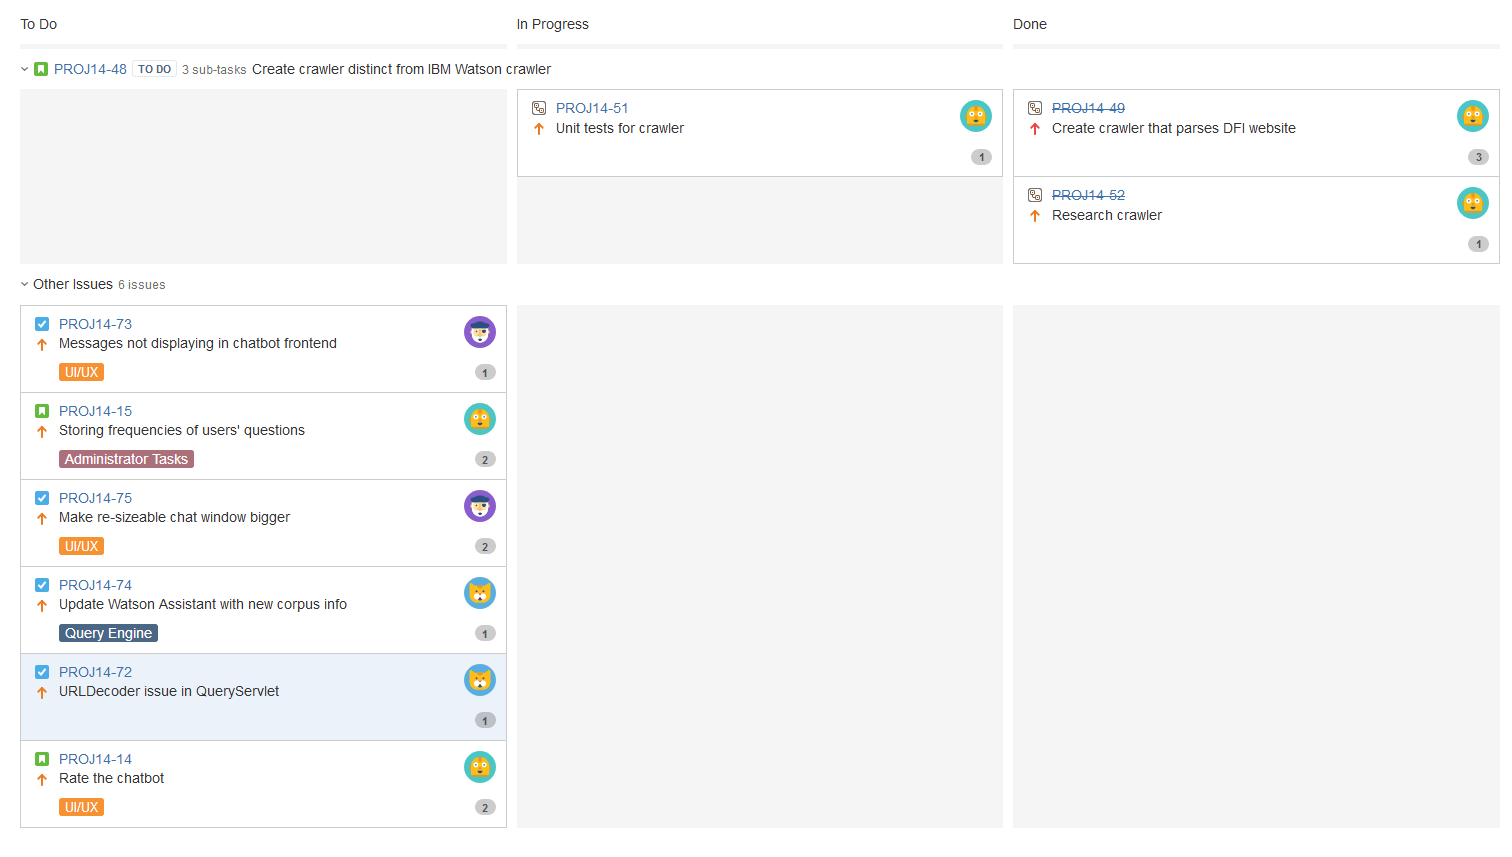 To Do
In Progress
Done
PROJ14-48 TO DO 3 sub-tasks Create crawler distinct from IBM Watson crawler
PROJ14-51
Unit tests for crawler
1
PROJ14-49
Create crawler that parses DFI website
3
PROJ14-52
Research crawler
1
Other Issues 6 issues
PROJ14-73
Messages not displaying in chatbot frontend
UI/UX
1
PROJ14-15
Storing frequencies of users' questions
Administrator Tasks
2
PROJ14-75
Make re-sizeable chat window bigger
UI/UX
2
PROJ14-74
Update Watson Assistant with new corpus info
Query Engine
1
PROJ14-72
URLDecoder issue in QueryServlet
1
PROJ14-14
Rate the chatbot
UI/UX
2